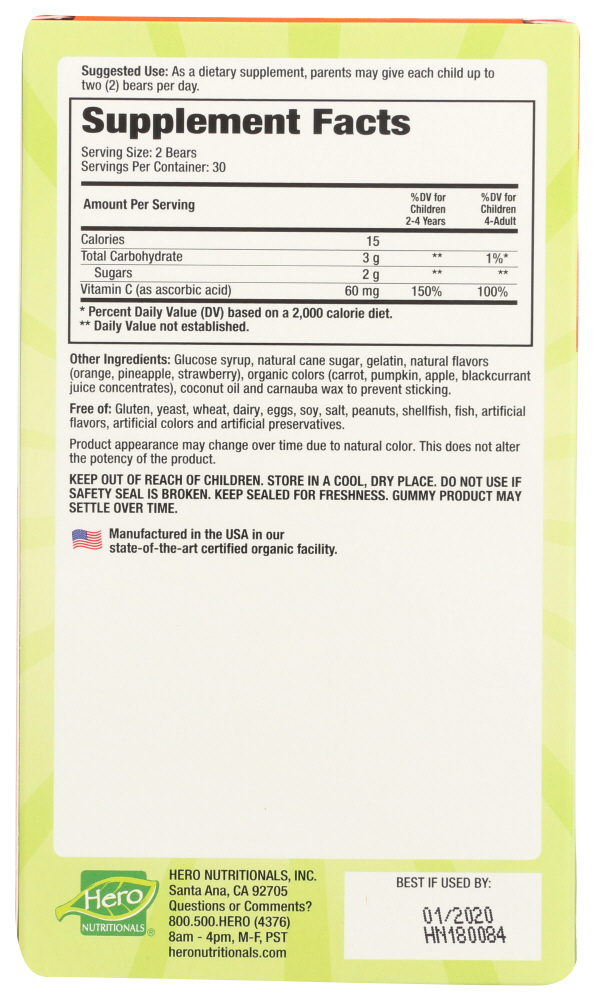 Suggested Use: As a dietary supplement, parents may give each child up to
two (2) bears per day.
Supplement Facts
Serving Size: 2 Bears
Servings Per Container: 30
Amount Per Serving
%DV for
Children
2-4 Years
%DV for
Children
4-Adult
Calories 15
Total Carbohydrate 3 g ** 1%*
Sugars 2 g ** **
Vitamin C (as ascorbic acid) 60 mg 150% 100%
* Percent Daily Value (DV) based on a 2,000 calorie diet.
** Daily Value not established.
Other Ingredients: Glucose syrup, natural cane sugar, gelatin, natural flavors
(orange, pineapple, strawberry), organic colors (carrot, pumpkin, apple, blackcurrant
juice concentrates), coconut oil and carnauba wax to prevent sticking.
Free of: Gluten, yeast, wheat, dairy, eggs, soy, salt, peanuts, shellfish, fish, artificial
flavors, artificial colors and artificial preservatives.
Product appearance may change over time due to natural color. This does not alter
the potency of the product.
KEEP OUT OF REACH OF CHILDREN. STORE IN A COOL, DRY PLACE. DO NOT USE IF
SAFETY SEAL IS BROKEN. KEEP SEALED FOR FRESHNESS. GUMMY PRODUCT MAY
SETTLE OVER TIME.
Manufactured in the USA in our
state-of-the-art certified organic facility.
Hero
NUTRITIONALS®
HERO NUTRITIONALS, INC.
Santa Ana, CA 92705
Questions or Comments?
800.500.HERO (4376)
8am - 4pm, M-F, PST
heronutritionals.com
BEST IF USED BY:
01/2020
HN180084